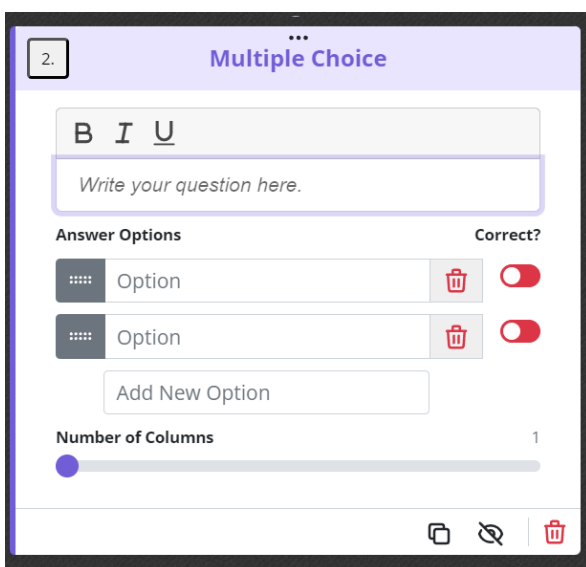 2.
Multiple Choice
B I U
Write your question here.
Answer Options Correct?
Option
Option
Add New Option
Number of Columns 1